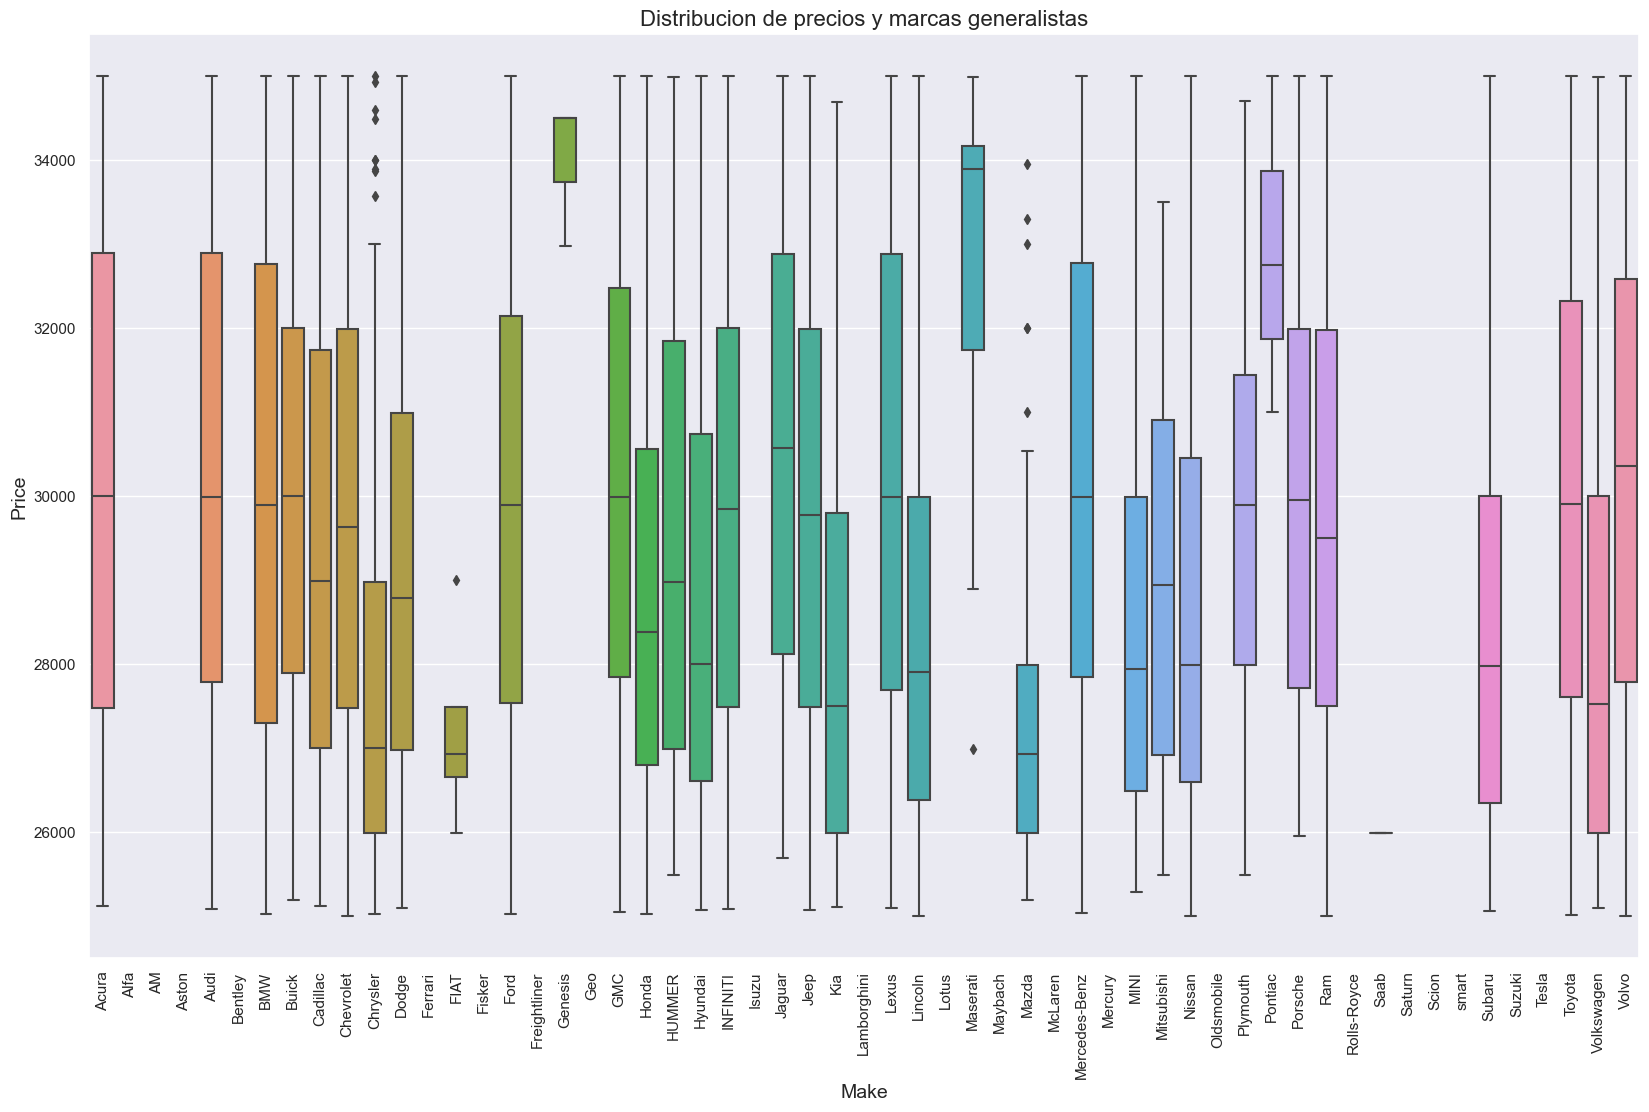 Distribucion de precios y marcas generalistas
Price
34000
32000
30000
28000
26000
Acura
Alfa
AM
Aston
Audi
Bentley
BMW
Buick
Cadillac
Chevrolet
Chrysler
Dodge
Ferrari
FIAT
Fisker
Ford
Freightliner
Genesis
Geo
GMC
Honda
HUMMER
Hyundai
INFINITI
Isuzu
Jaguar
Jeep
Kia
Lamborghini
Lexus
Lincoln
Lotus
Maserati
Maybach
Mazda
McLaren
Mercedes-Benz
Mercury
MINI
Mitsubishi
Nissan
Oldsmobile
Plymouth
Pontiac
Porsche
Ram
Rolls-Royce
Saab
Saturn
Scion
smart
Subaru
Suzuki
Tesla
Toyota
Volkswagen
Volvo
Make